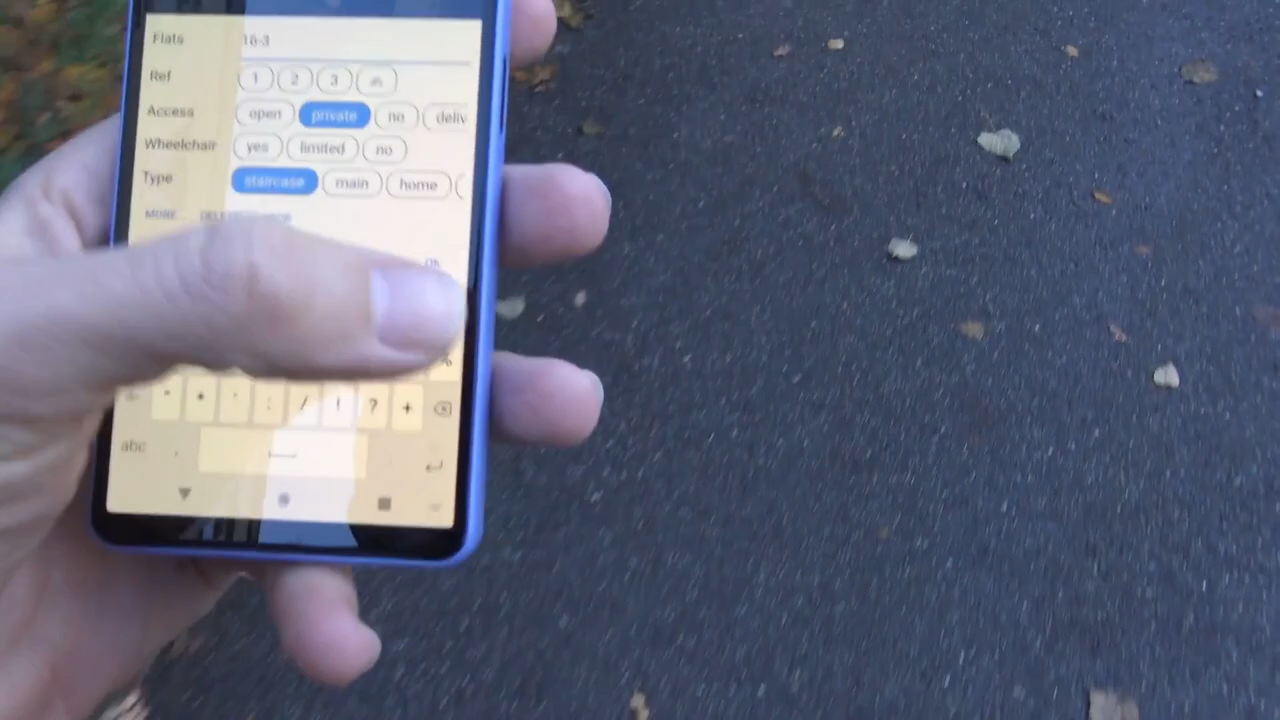 Flats 16-3
Ref 1 2 3
Access open private no deliv
Wheelchair yes limited no
Type staircase main home
MORE...
%
" * ' : / ! ? +
abc ,